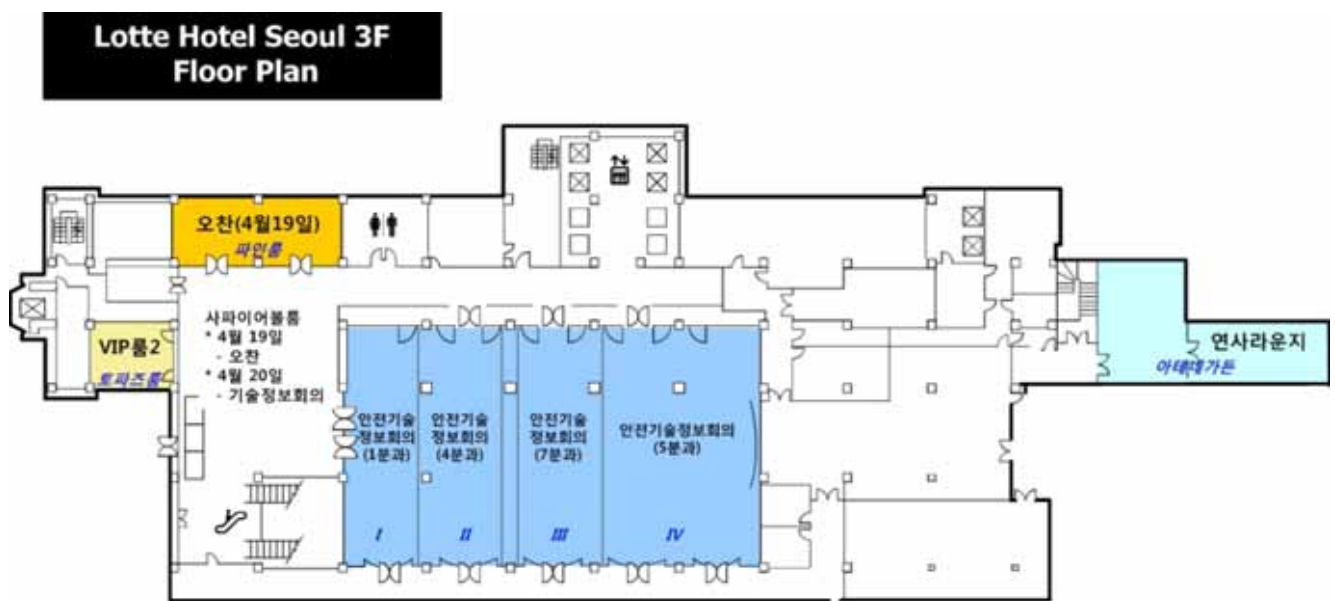 Lotte Hotel Seoul 3F
Floor Plan
오찬(4월19일)
파인룸
사파이어볼룸
* 4월 19일
- 오찬
* 4월 20일
- 기술정보회의
VIP룸2
토파즈룸
연사라운지
아테네가든
안전기술
정보회의
(1분과)
안전기술
정보회의
(4분과)
안전기술
정보회의
(7분과)
안전기술정보회의
(5분과)
I
II
III
IV